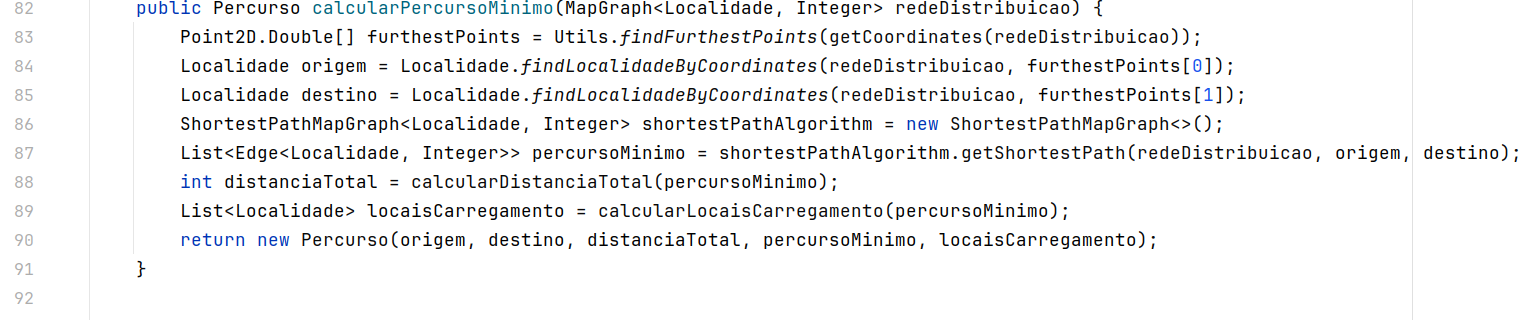 82 public Percurso calcularPercursoMinimo(MapGraph<Localidade, Integer> redeDistribuicao) {
83 Point2D.Double[] furthestPoints = Utils.findFurthestPoints(getCoordinates(redeDistribuicao));
84 Localidade origem = Localidade.findLocalidadeByCoordinates(redeDistribuicao, furthestPoints[0]);
85 Localidade destino = Localidade.findLocalidadeByCoordinates(redeDistribuicao, furthestPoints[1]);
86 ShortestPathMapGraph<Localidade, Integer> shortestPathAlgorithm = new ShortestPathMapGraph<>();
87 List<Edge<Localidade, Integer>> percursoMinimo = shortestPathAlgorithm.getShortestPath(redeDistribuicao, origem, destino);
88 int distanciaTotal = calcularDistanciaTotal(percursoMinimo);
89 List<Localidade> locaisCarregamento = calcularLocaisCarregamento(percursoMinimo);
90 return new Percurso(origem, destino, distanciaTotal, percursoMinimo, locaisCarregamento);
91 }
92